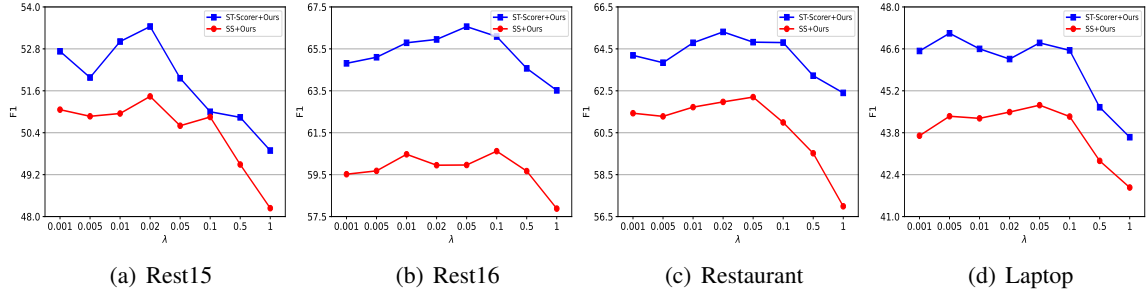 54.0
52.8
51.6
50.4
49.2
48.0
F1
ST-Scorer+Ours
SS+Ours
0.001 0.005 0.01 0.02 0.05 0.1 0.5 1
λ
(a) Rest15
67.5
65.5
63.5
61.5
59.5
57.5
F1
ST-Scorer+Ours
SS+Ours
0.001 0.005 0.01 0.02 0.05 0.1 0.5 1
λ
(b) Rest16
66.5
64.5
62.5
60.5
58.5
56.5
F1
ST-Scorer+Ours
SS+Ours
0.001 0.005 0.01 0.02 0.05 0.1 0.5 1
λ
(c) Restaurant
48.0
46.6
45.2
43.8
42.4
41.0
F1
ST-Scorer+Ours
SS+Ours
0.001 0.005 0.01 0.02 0.05 0.1 0.5 1
λ
(d) Laptop